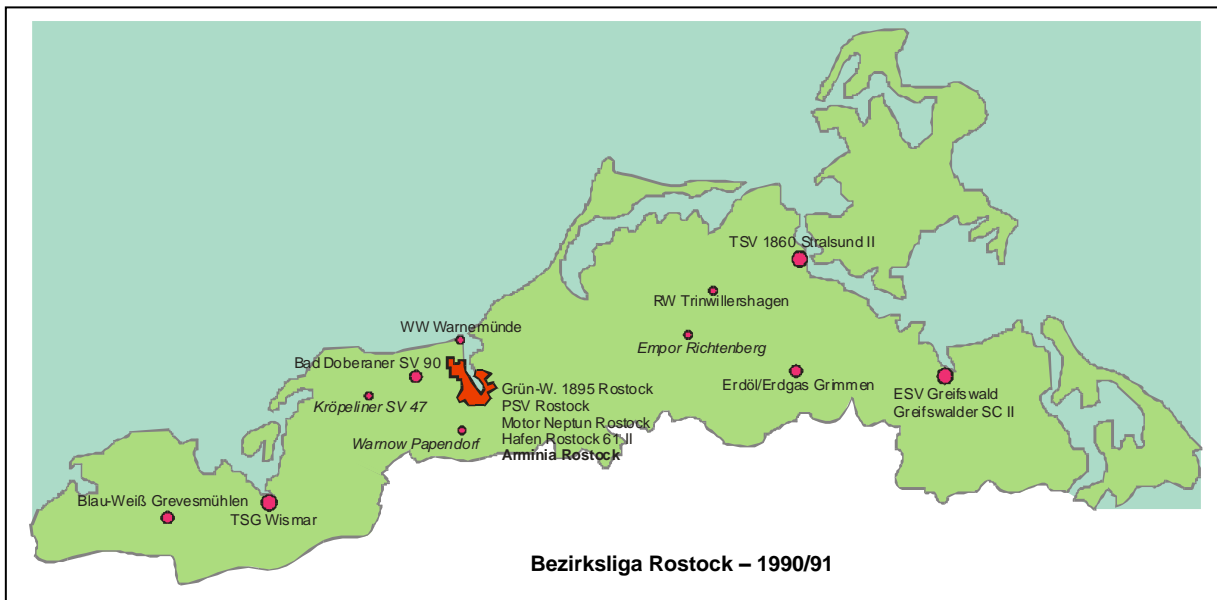 TSV 1860 Stralsund II
RW Trinwillershagen
WW Warnemünde
Empor Richtenberg
Bad Doberaner SV 90
Erdöl/Erdgas Grimmen
Grün-W. 1895 Rostock
PSV Rostock
Motor Neptun Rostock
Hafen Rostock 61 II
Arminia Rostock
ESV Greifswald
Greifswalder SC II
Kröpeliner SV 47
Warnow Papendorf
Blau-Weiß Grevesmühlen
TSG Wismar
Bezirksliga Rostock – 1990/91